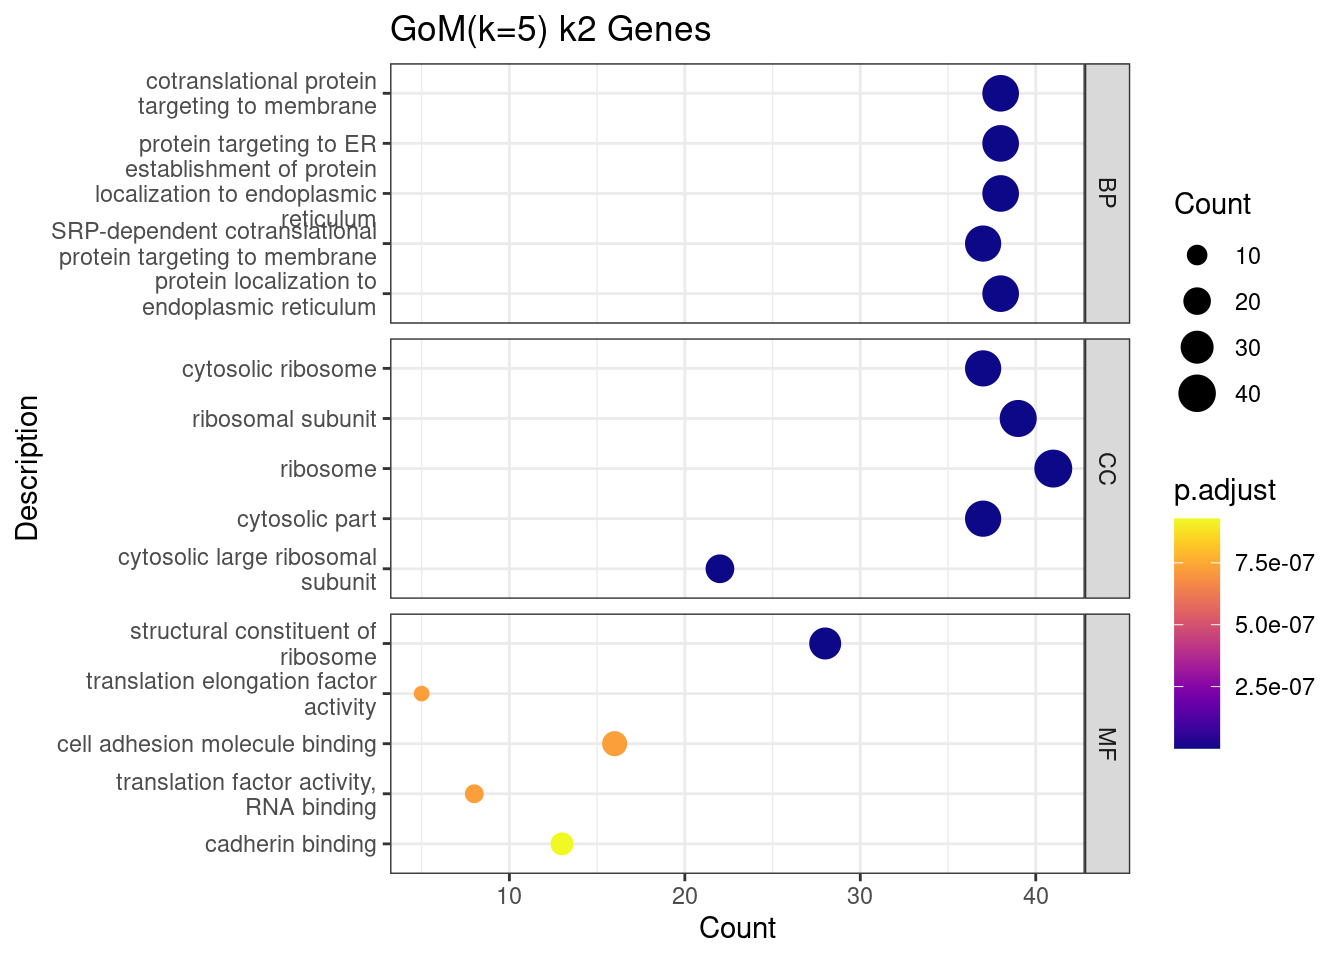 GoM(k=5) k2 Genes
cotranslational protein
targeting to membrane
protein targeting to ER
establishment of protein
localization to endoplasmic
reticulum
SRP-dependent cotranslational
protein targeting to membrane
protein localization to
endoplasmic reticulum
BP
cytosolic ribosome
ribosomal subunit
ribosome
cytosolic part
cytosolic large ribosomal
subunit
CC
structural constituent of
ribosome
translation elongation factor
activity
cell adhesion molecule binding
translation factor activity,
RNA binding
cadherin binding
MF
Description
10
20
30
40
Count
Count
10
20
30
40
p.adjust
7.5e-07
5.0e-07
2.5e-07